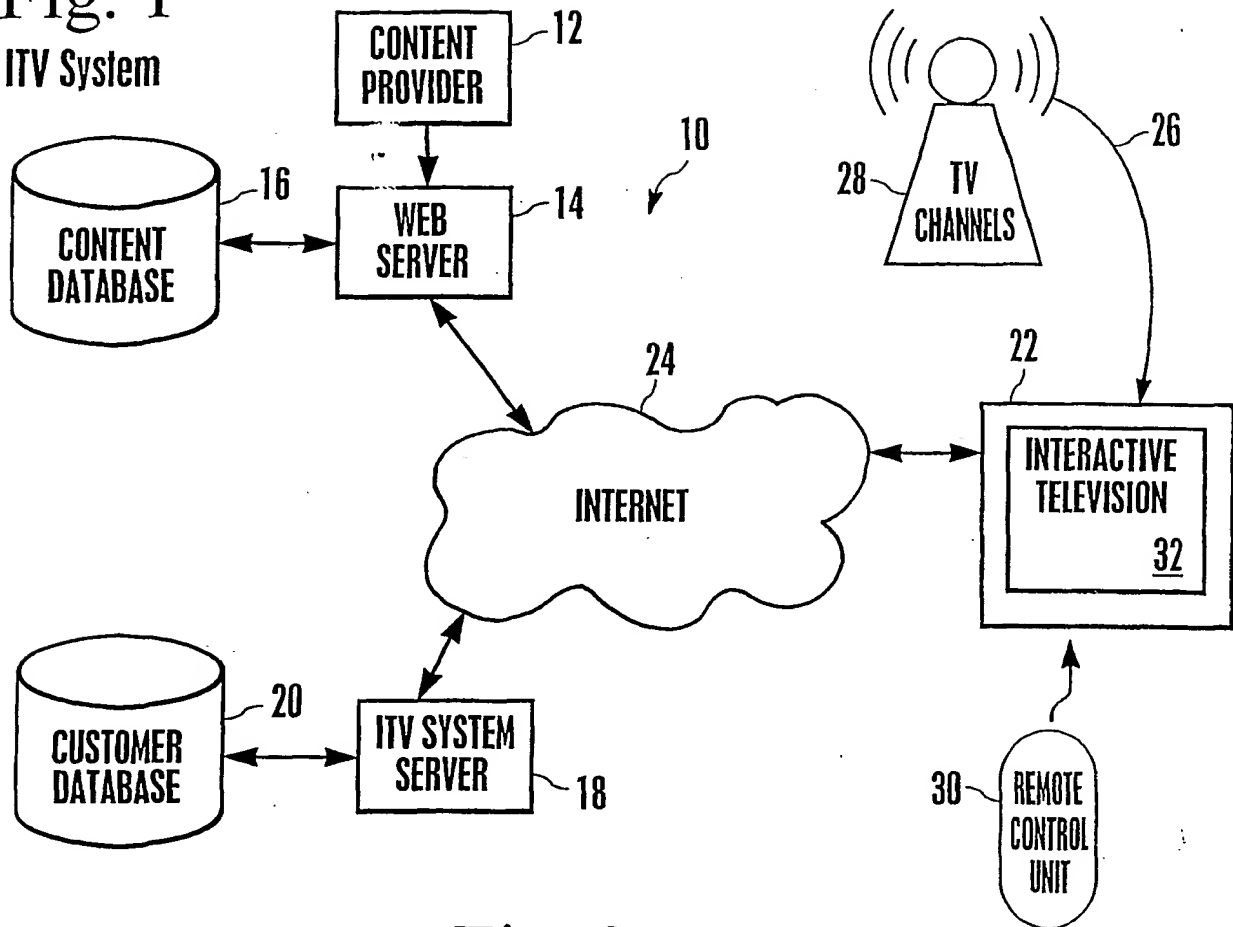 Fig. 1
ITV System
CONTENT
PROVIDER
12
10
26
28
TV
CHANNELS
16
14
WEB
SERVER
CONTENT
DATABASE
24
22
INTERNET
INTERACTIVE
TELEVISION
32
20
CUSTOMER
DATABASE
ITV SYSTEM
SERVER
18
30
REMOTE
CONTROL
UNIT